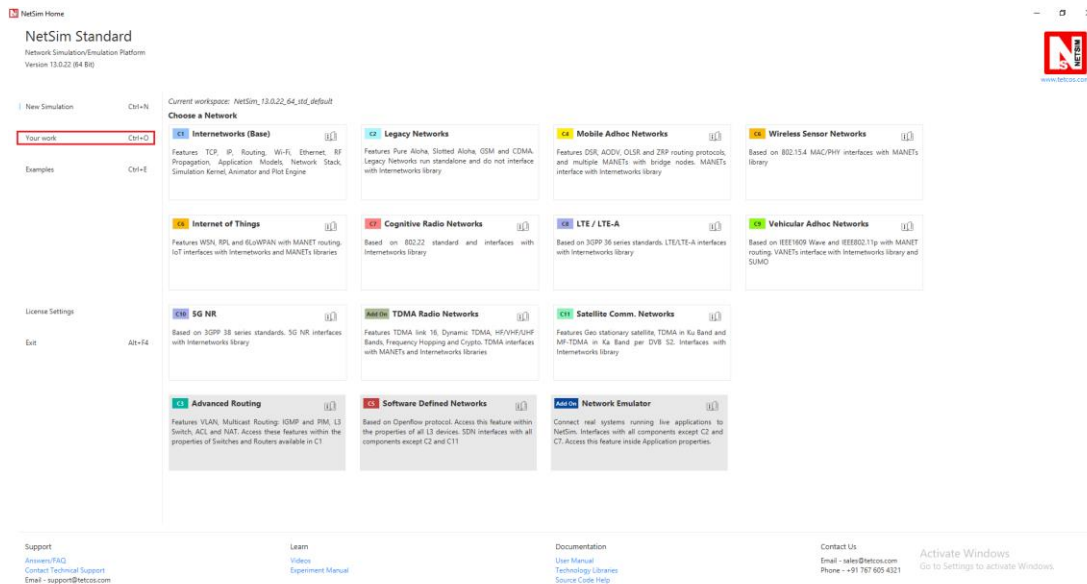 NetSim Home
NetSim Standard
Network Simulation/Emulation Platform
Version 13.0.22 (64 Bit)
NETSIM
www.tetcos.com
New Simulation Ctrl+N
Your work Ctrl+O
Examples Ctrl+E
License Settings
Exit Alt+F4
Current workspace: NetSim_13.0.22_64_std_default
Choose a Network
C1 Internetworks (Base)
Features TCP, IP, Routing, Wi-Fi, Ethernet, RF
Propagation, Application Models, Network Stack,
Simulation Kernel, Animator and Plot Engine
C2 Legacy Networks
Features Pure Aloha, Slotted Aloha, GSM and CDMA.
Legacy Networks run standalone and do not interface
with Internetworks library
C4 Mobile Adhoc Networks
Features DSR, AODV, OLSR and ZRP routing protocols,
and multiple MANETs with bridge nodes. MANETs
interface with Internetworks library
C6 Wireless Sensor Networks
Based on 802.15.4 MAC/PHY interfaces with MANETs
library
C6 Internet of Things
Features WSN, RPL and 6LoWPAN with MANET routing.
IoT interfaces with Internetworks and MANETs libraries
C7 Cognitive Radio Networks
Based on 802.22 standard and interfaces with
Internetworks library
C8 LTE / LTE-A
Based on 3GPP 36 series standards. LTE/LTE-A interfaces
with Internetworks library
C9 Vehicular Adhoc Networks
Based on IEEE1609 Wave and IEEE802.11p with MANET
routing. VANETs interface with Internetworks library and
SUMO
C10 5G NR
Based on 3GPP 38 series standards. 5G NR interfaces
with Internetworks library
Add On TDMA Radio Networks
Features TDMA link 16, Dynamic TDMA, HF/VHF/UHF
Bands, Frequency Hopping and Crypto. TDMA interfaces
with MANETs and Internetworks libraries
C11 Satellite Comm. Networks
Features Geo stationary satellite, TDMA in Ku Band and
MF-TDMA in Ka Band per DVB S2. Interfaces with
Internetworks library
C3 Advanced Routing
Features VLAN, Multicast Routing: IGMP and PIM, L3
Switch, ACL and NAT. Access these features within the
properties of Switches and Routers available in C1
C5 Software Defined Networks
Based on Openflow protocol. Access this feature within
the properties of all L3 devices. SDN interfaces with all
components except C2 and C11
Add On Network Emulator
Connect real systems running live applications to
NetSim. Interfaces with all components except C2 and
C7. Access this feature inside Application properties.
Support
Answers/FAQ
Contact Technical Support
Email - support@tetcos.com
Learn
Videos
Experiment Manual
Documentation
User Manual
Technology Libraries
Source Code Help
Contact Us
Email - sales@tetcos.com
Phone - +91 767 605 4321
Activate Windows
Go to Settings to activate Windows.